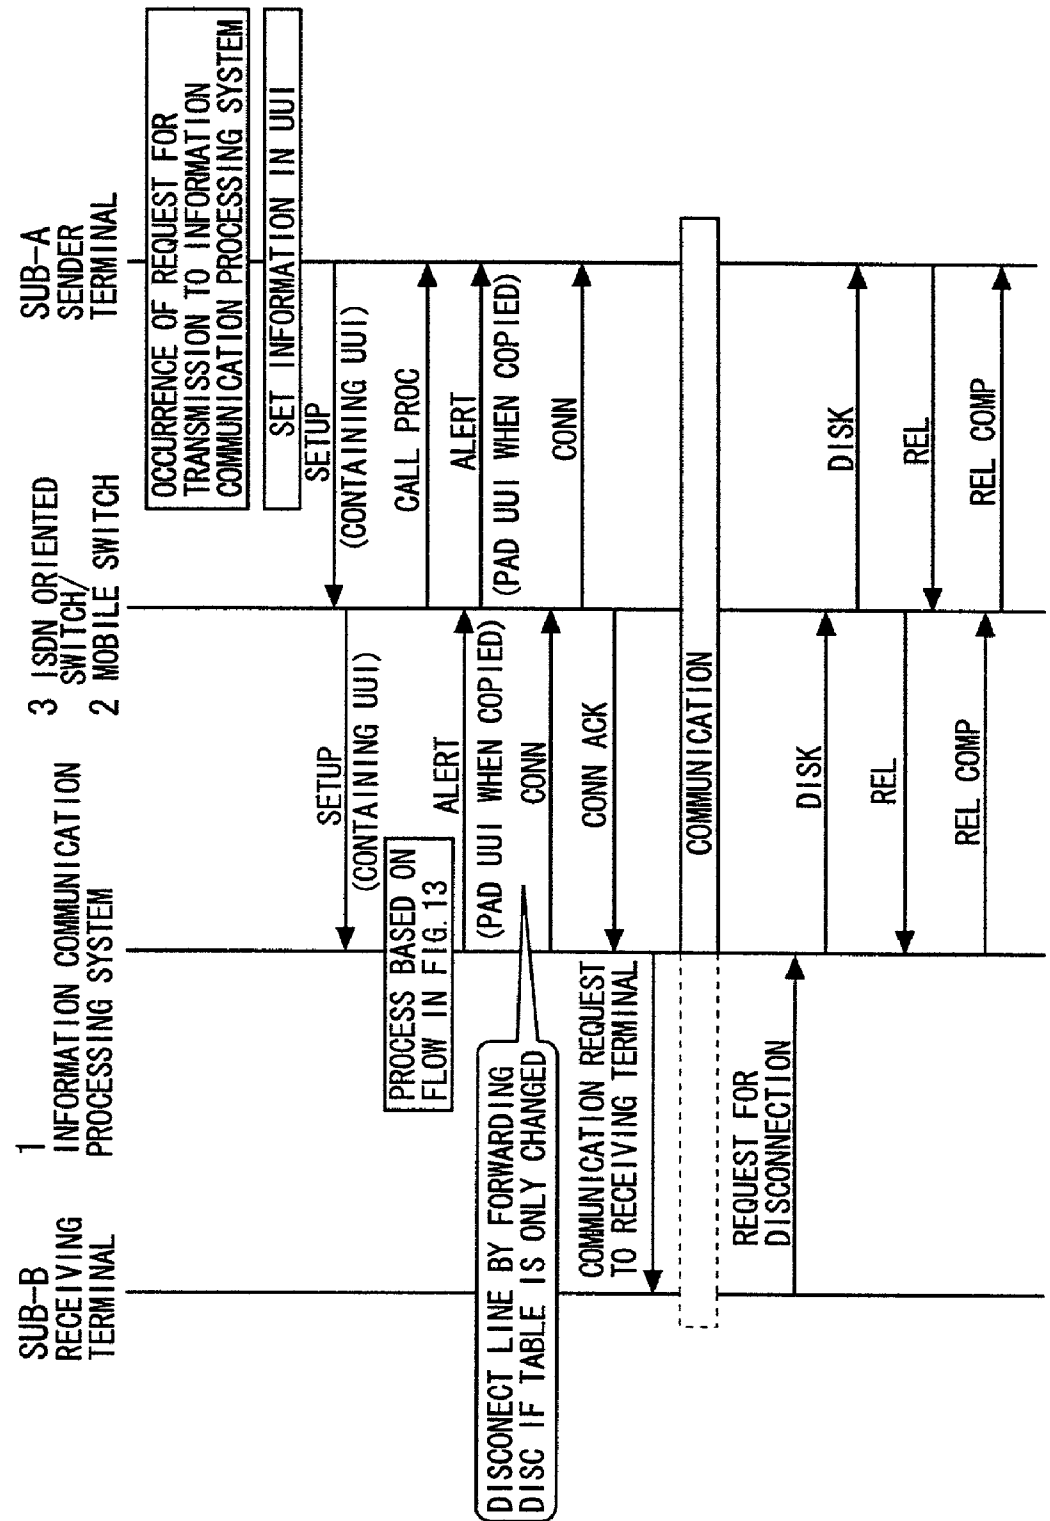 SUB-B
RECEIVING
TERMINAL
1
INFORMATION COMMUNICATION
PROCESSING SYSTEM
3 ISDN ORIENTED
SWITCH/
2 MOBILE SWITCH
SUB-A
SENDER
TERMINAL
OCCURRENCE OF REQUEST FOR
TRANSMISSION TO INFORMATION
COMMUNICATION PROCESSING SYSTEM
SET INFORMATION IN UUI
SETUP
(CONTAINING UUI)
SETUP
(CONTAINING UUI)
CALL PROC
PROCESS BASED ON
FLOW IN FIG. 13
ALERT
(PAD UUI WHEN COPIED)
ALERT
(PAD UUI WHEN COPIED)
DISCONECT LINE BY FORWARDING
DISC IF TABLE IS ONLY CHANGED
CONN
CONN
CONN ACK
COMMUNICATION REQUEST
TO RECEIVING TERMINAL
COMMUNICATION
REQUEST FOR
DISCONNECTION
DISK
DISK
REL
REL
REL COMP
REL COMP